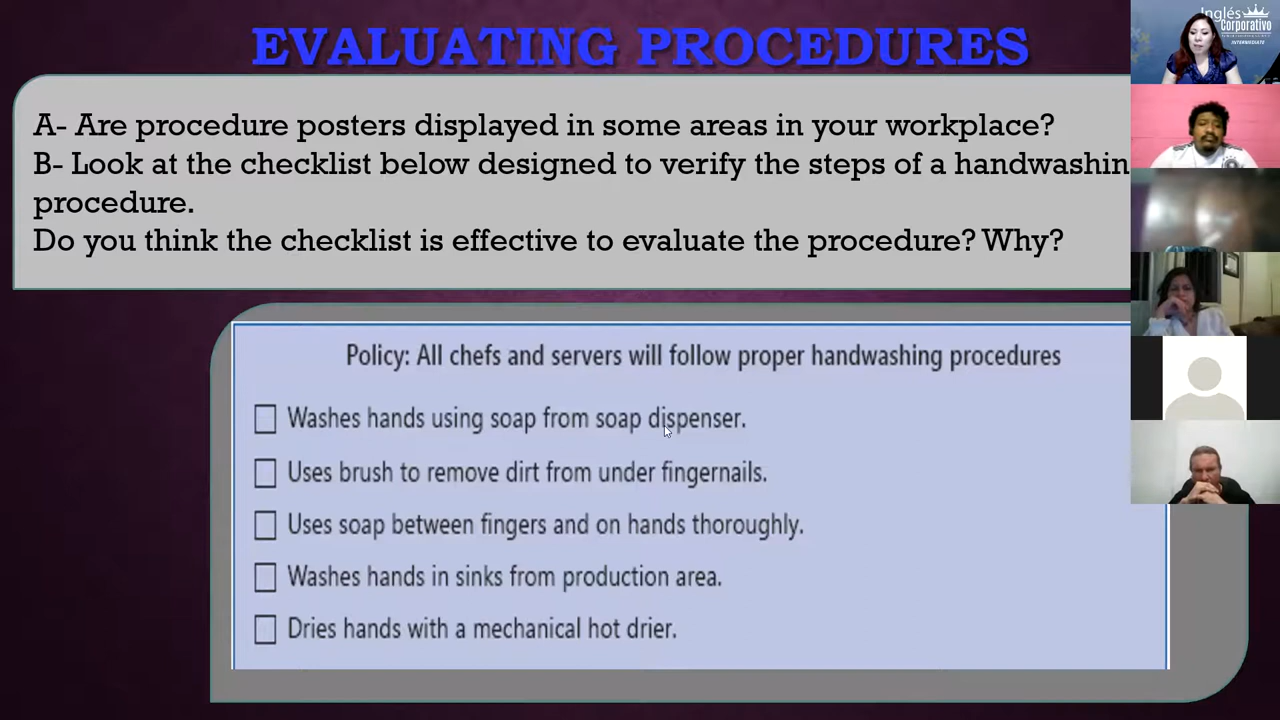 EVALUATING PROCEDURES
Inglés
Corporativo
INTERMEDIATE
A- Are procedure posters displayed in some areas in your workplace?
B- Look at the checklist below designed to verify the steps of a handwashin
procedure.
Do you think the checklist is effective to evaluate the procedure? Why?
Policy: All chefs and servers will follow proper handwashing procedures
Washes hands using soap from soap dispenser.
Uses brush to remove dirt from under fingernails.
Uses soap between fingers and on hands thoroughly.
Washes hands in sinks from production area.
Dries hands with a mechanical hot drier.